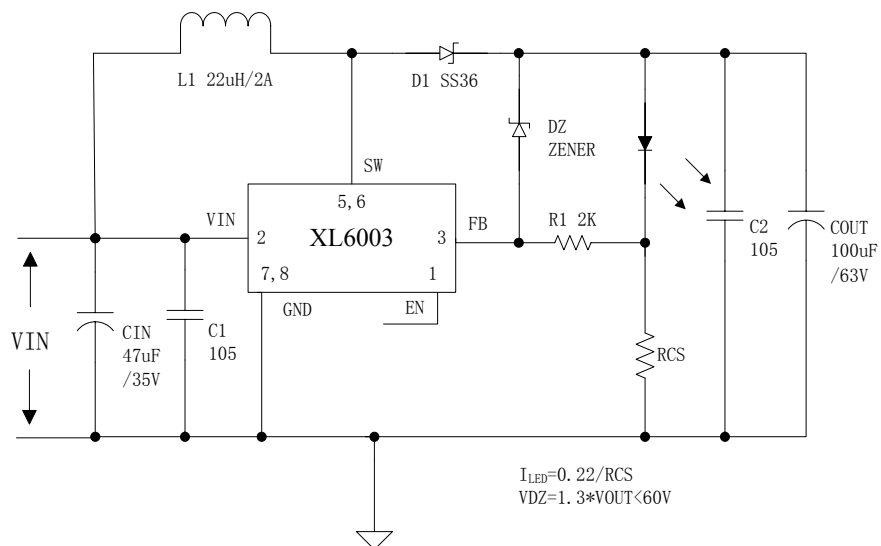 L1 22uH/2A
D1 SS36
DZ
ZENER
SW
5,6
VIN
2
XL6003
3
FB
R1 2K
7,8
1
GND
EN
C2
105
COUT
100uF
/63V
VIN
CIN
47uF
/35V
C1
105
RCS
ILED=0.22/RCS
VDZ=1.3*VOUT<60V